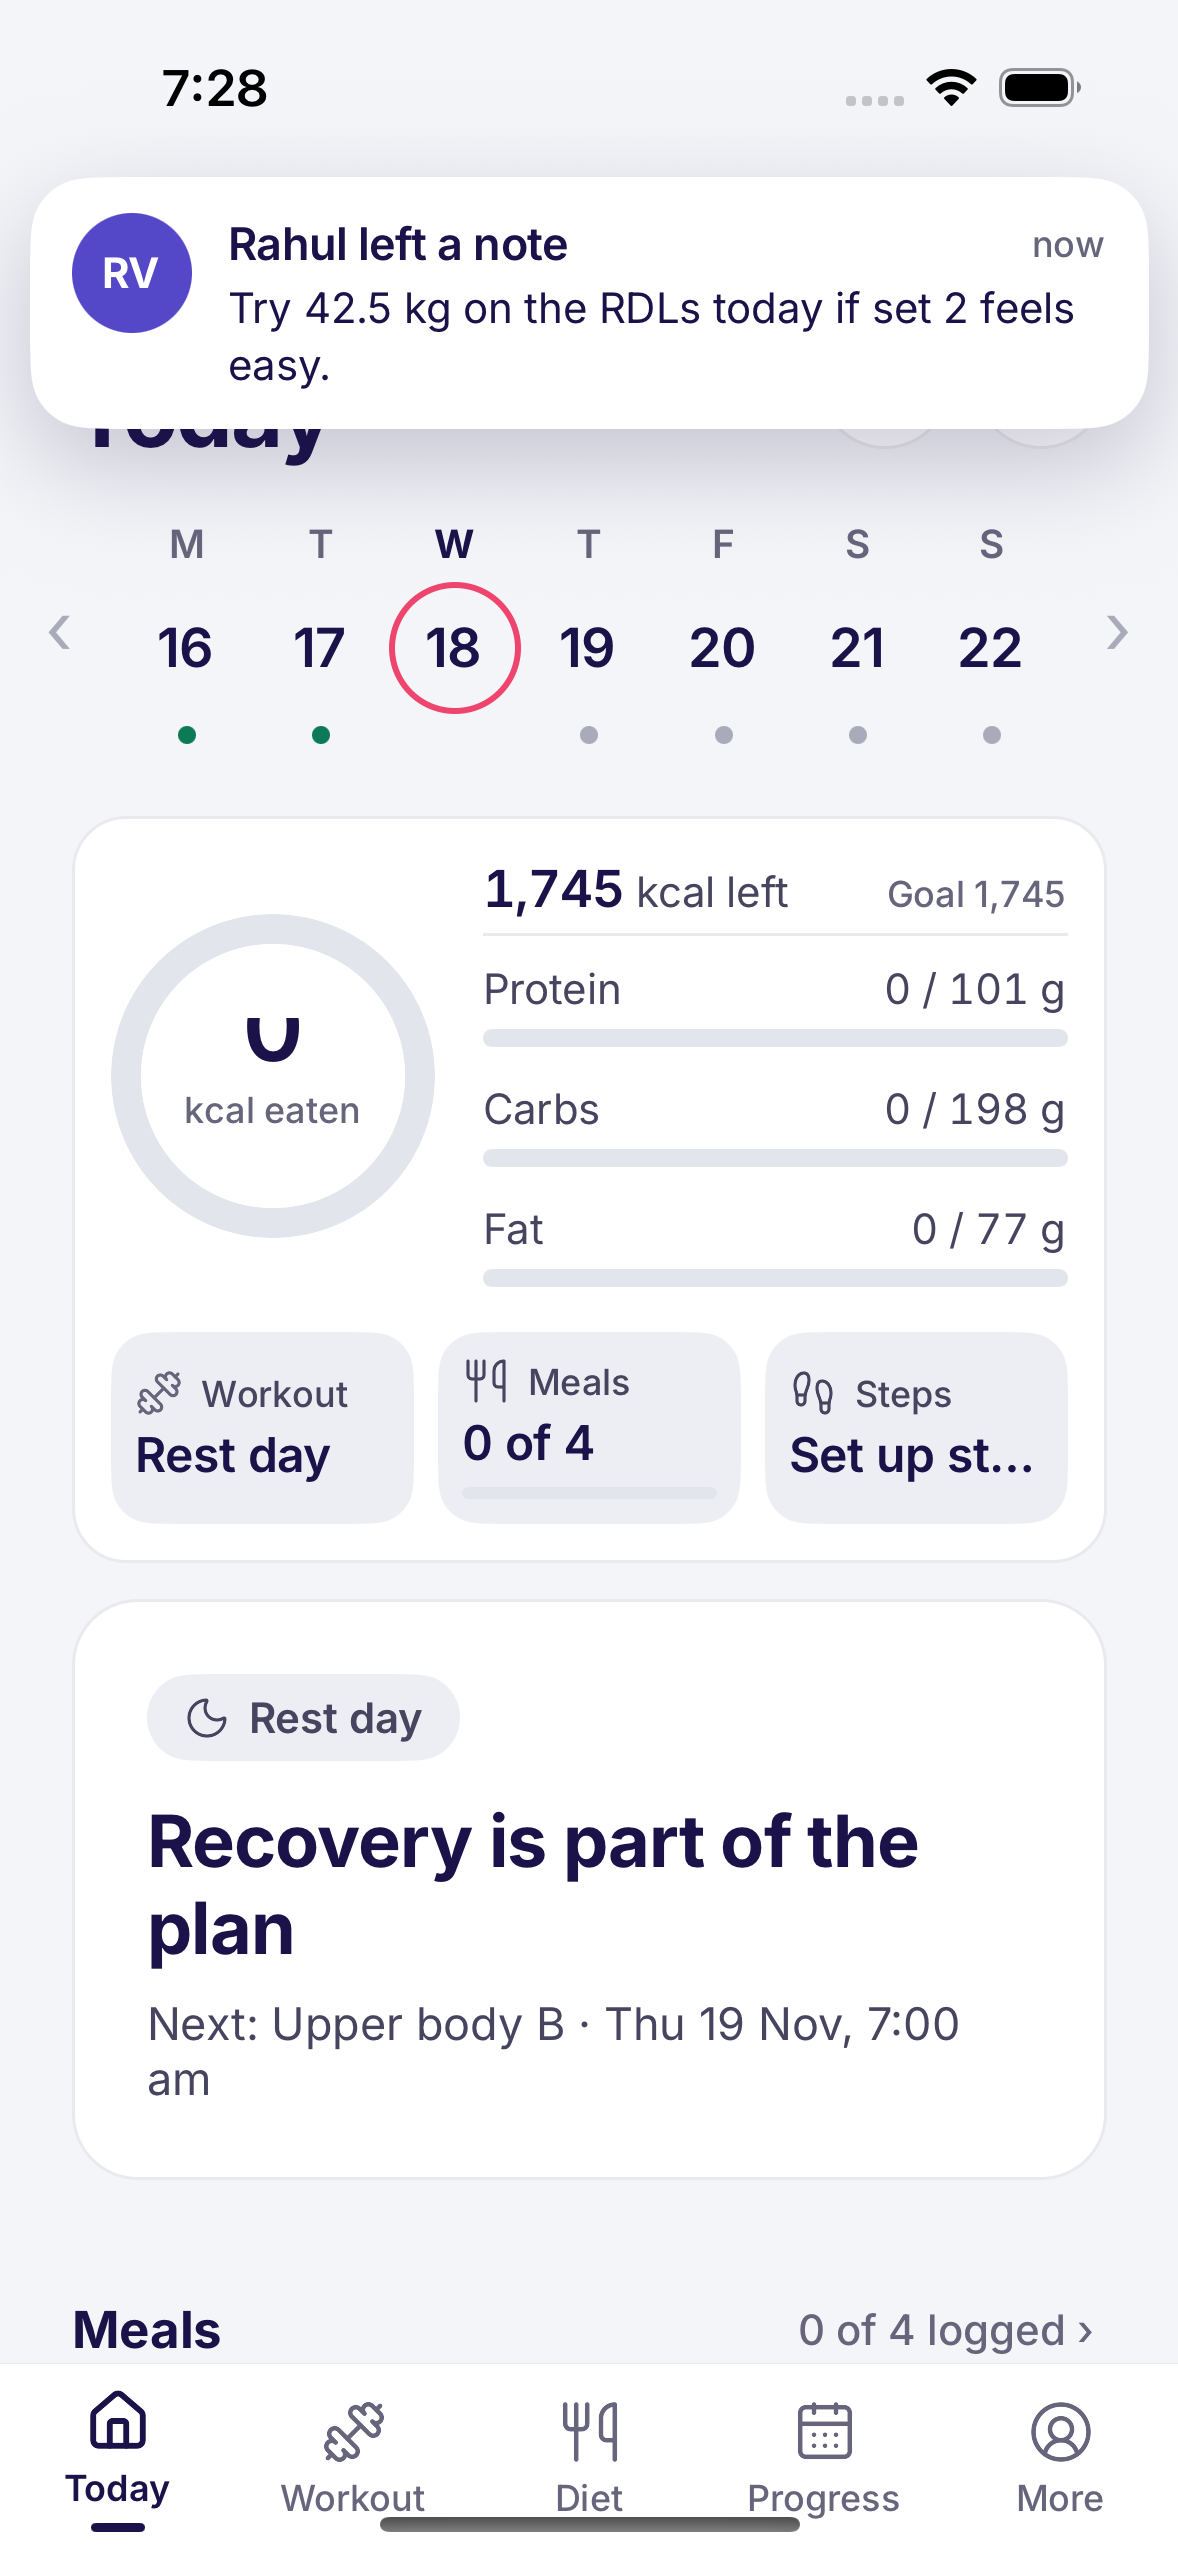 7:28
RV
Rahul left a note
now
Try 42.5 kg on the RDLs today if set 2 feels
easy.
Today
M T W T F S S
‹ 16 17 18 19 20 21 22 ›
1,745 kcal left
Goal 1,745
kcal eaten
Protein 0 / 101 g
Carbs 0 / 198 g
Fat 0 / 77 g
Workout
Rest day
Meals
0 of 4
Steps
Set up st...
Rest day
Recovery is part of the
plan
Next: Upper body B · Thu 19 Nov, 7:00
am
Meals
0 of 4 logged ›
Today Workout Diet Progress More